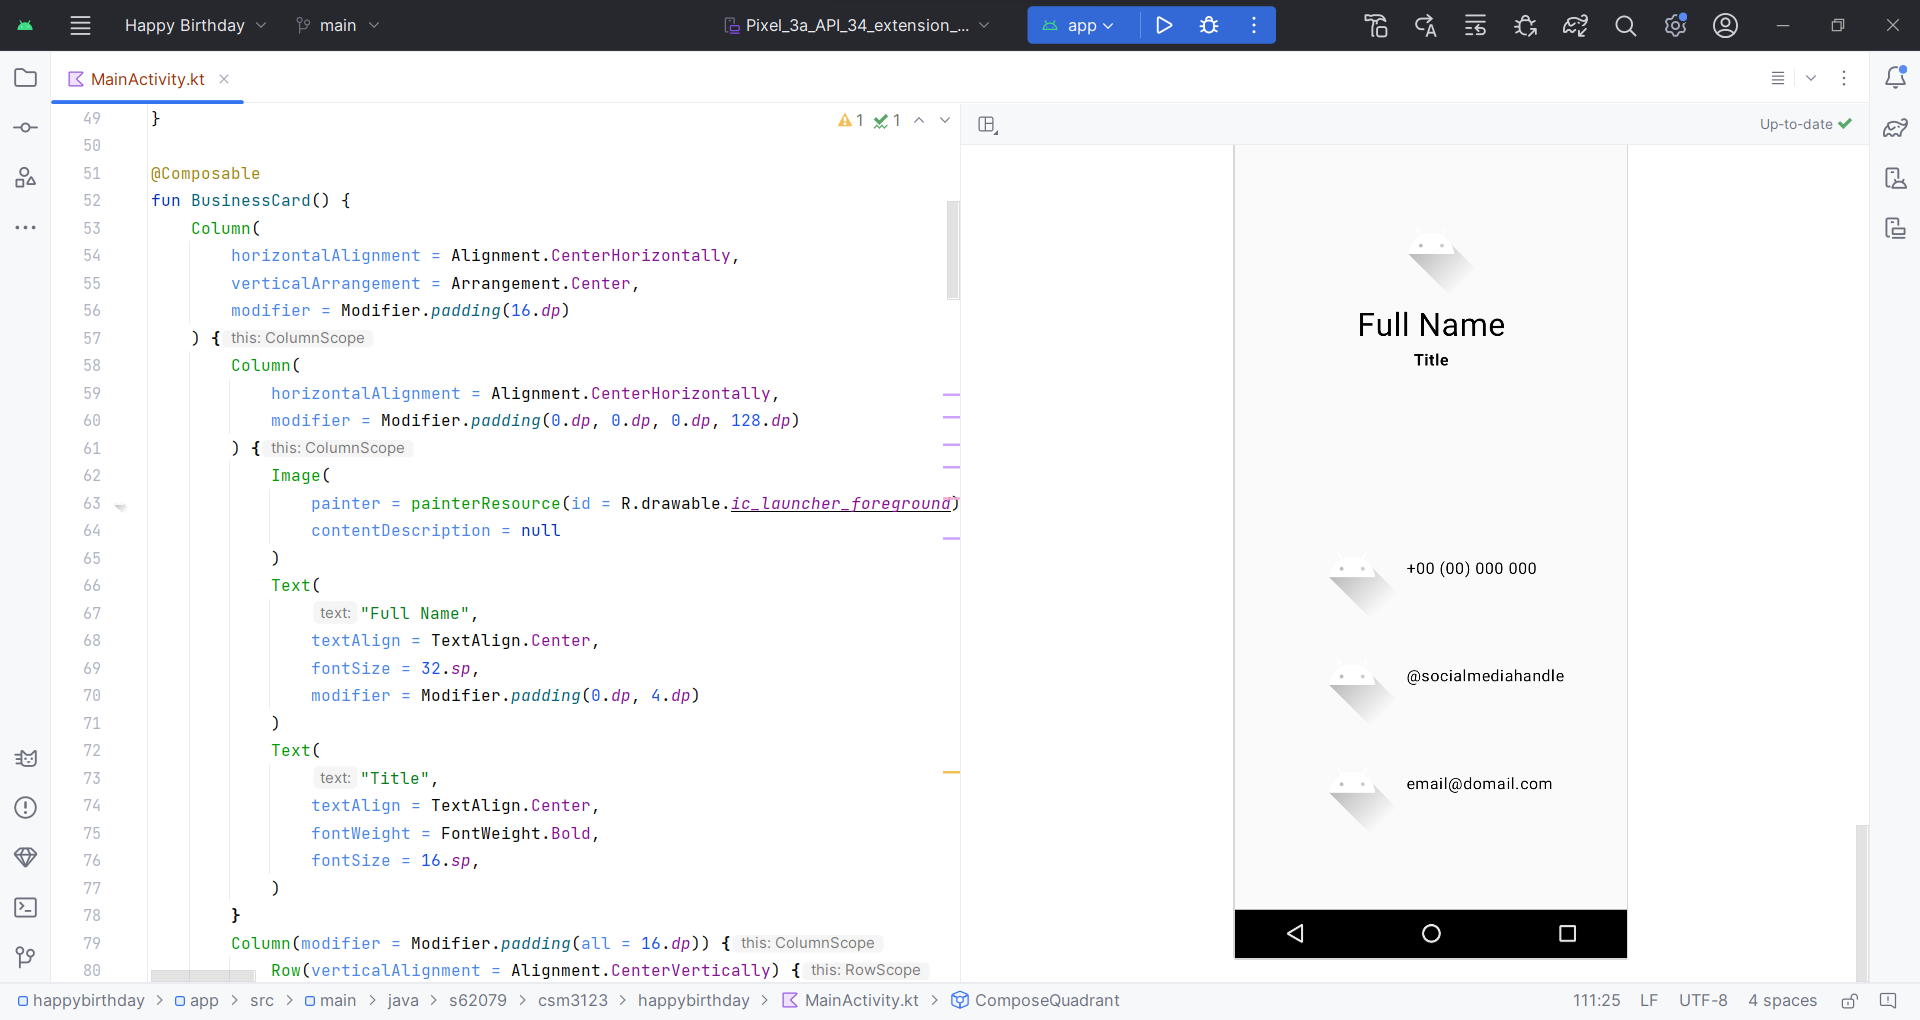 Happy Birthday
main
Pixel_3a_API_34_extension_...
app
MainActivity.kt
49 }
1 1
50
51 @Composable
52 fun BusinessCard() {
53 Column(
54 horizontalAlignment = Alignment.CenterHorizontally,
55 verticalArrangement = Arrangement.Center,
56 modifier = Modifier.padding(16.dp)
57 ) { this: ColumnScope
58 Column(
59 horizontalAlignment = Alignment.CenterHorizontally,
60 modifier = Modifier.padding(0.dp, 0.dp, 0.dp, 128.dp)
61 ) { this: ColumnScope
62 Image(
63 painter = painterResource(id = R.drawable.ic_launcher_foreground)
64 contentDescription = null
65 )
66 Text(
67 text: "Full Name",
68 textAlign = TextAlign.Center,
69 fontSize = 32.sp,
70 modifier = Modifier.padding(0.dp, 4.dp)
71 )
72 Text(
73 text: "Title",
74 textAlign = TextAlign.Center,
75 fontWeight = FontWeight.Bold,
76 fontSize = 16.sp,
77 )
78 }
79 Column(modifier = Modifier.padding(all = 16.dp)) { this: ColumnScope
80 Row(verticalAlignment = Alignment.CenterVertically) { this: RowScope
Up-to-date
Full Name
Title
+00 (00) 000 000
@socialmediahandle
email@domail.com
happybirthday > app > src > main > java > s62079 > csm3123 > happybirthday > MainActivity.kt > ComposeQuadrant
111:25 LF UTF-8 4 spaces